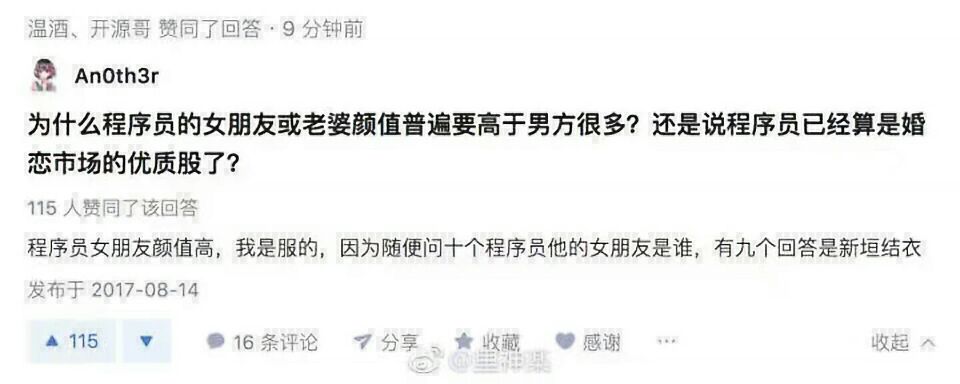 温酒、开源哥 赞同了回答 · 9 分钟前
An0th3r
为什么程序员的女朋友或老婆颜值普遍要高于男方很多？还是说程序员已经算是婚
恋市场的优质股了？
115 人赞同了该回答
程序员女朋友颜值高，我是服的，因为随便问十个程序员他的女朋友是谁，有九个回答是新垣结衣
发布于 2017-08-14
▲ 115 ▼ 16 条评论 分享 收藏 感谢 ··· 收起